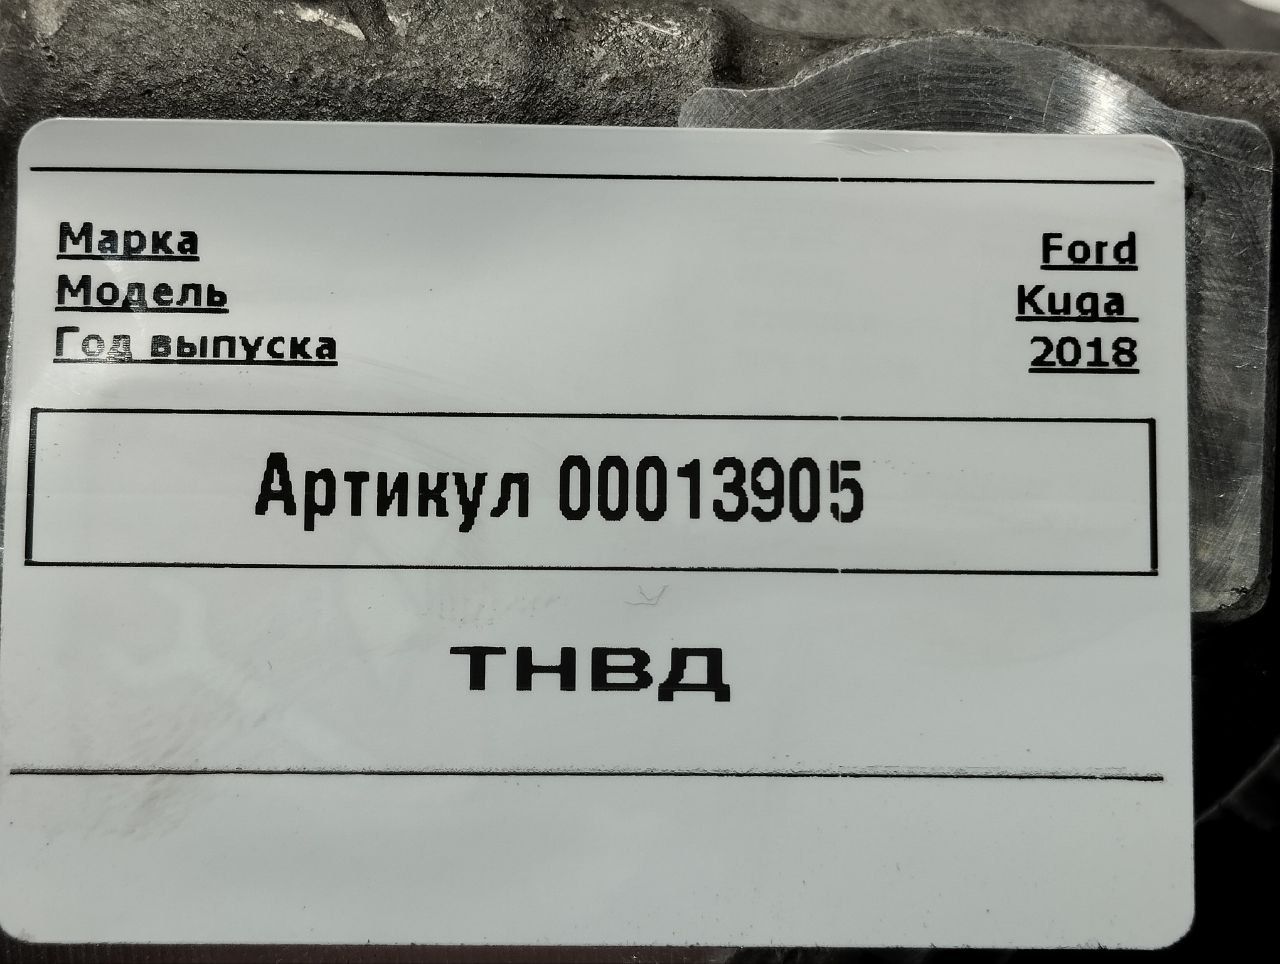 Марка Ford
Модель Kuga
Год выпуска 2018
Артикул 00013905
ТНВД